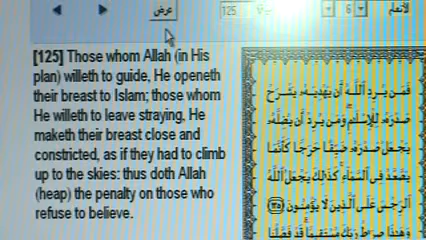 عرض
125
6
الأنعام
[125] Those whom Allah (in His
plan) willeth to guide, He openeth
their breast to Islam; those whom
He willeth to leave straying, He
maketh their breast close and
constricted, as if they had to climb
up to the skies: thus doth Allah
(heap) the penalty on those who
refuse to believe.
فَمَن يُرِدِ ٱللَّهُ أَن يَهْدِيَهُۥ يَشْرَحْ
صَدْرَهُۥ لِلْإِسْلَٰمِ وَمَن يُرِدْ أَن يُضِلَّهُۥ
يَجْعَلْ صَدْرَهُۥ ضَيِّقًا حَرَجًا كَأَنَّمَا
يَصَّعَّدُ فِى ٱلسَّمَآءِ كَذَٰلِكَ يَجْعَلُ ٱللَّهُ
ٱلرِّجْسَ عَلَى ٱلَّذِينَ لَا يُؤْمِنُونَ ١٢٥
وَهَٰذَا صِرَٰطُ رَبِّكَ مُسْتَقِيمًا قَدْ فَصَّلْنَا